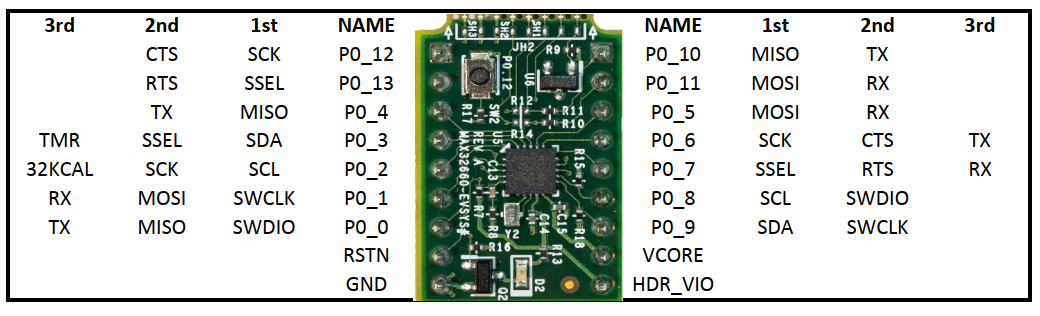 3rd 2nd 1st NAME NAME 1st 2nd 3rd
CTS SCK P0_12 P0_10 MISO TX
RTS SSEL P0_13 P0_11 MOSI RX
TX MISO P0_4 P0_5 MOSI RX
TMR SSEL SDA P0_3 P0_6 SCK CTS TX
32KCAL SCK SCL P0_2 P0_7 SSEL RTS RX
RX MOSI SWCLK P0_1 P0_8 SCL SWDIO
TX MISO SWDIO P0_0 P0_9 SDA SWCLK
RSTN VCORE
GND HDR_VIO
SH3
SH2
SH1
JH2
R9
P0_12
U6
R17
SW2
R12
R11
R10
R14
U5
MAX32660-EVSYS#
REV A
C13
R15
R7
R8
Y2
C14
C15
R18
R16
R13
Q2
D2